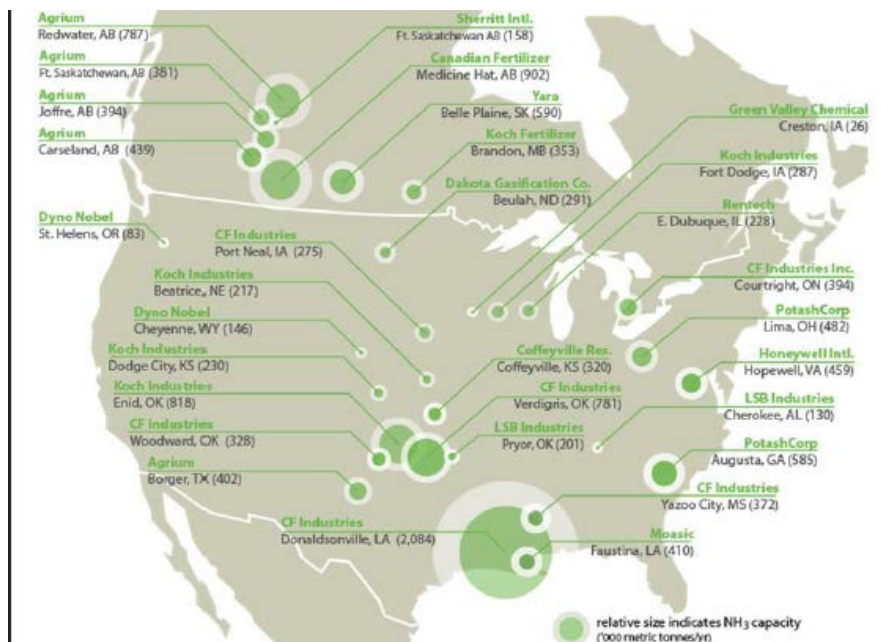 Agrium
Redwater, AB (787)
Agrium
Ft. Saskatchewan, AB (361)
Agrium
Joffre, AB (394)
Agrium
Carseland, AB (439)
Sherritt Intl.
Ft. Saskatchewan AB (158)
Canadian Fertilizer
Medicine Hat, AB (902)
Yara
Belle Plaine, SK (590)
Koch Fertilizer
Brandon, MB (353)
Dakota Gasification Co.
Beulah, ND (291)
Green Valley Chemical
Creston, IA (26)
Koch Industries
Fort Dodge, IA (287)
Rentech
E. Dubuque, IL (228)
CF Industries Inc.
Courtright, ON (394)
PotashCorp
Lima, OH (482)
Honeywell Intl.
Hopewell, VA (459)
LSB Industries
Cherokee, AL (130)
PotashCorp
Augusta, GA (585)
CF Industries
Yazoo City, MS (372)
Moasic
Faustina, LA (410)
Dyno Nobel
St. Helens, OR (83)
CF Industries
Port Neal, IA (275)
Koch Industries
Beatrice, NE (217)
Dyno Nobel
Cheyenne, WY (146)
Koch Industries
Dodge City, KS (230)
Koch Industries
Enid, OK (818)
CF Industries
Woodward, OK (328)
Agrium
Borger, TX (402)
Coffeyville Res.
Coffeyville, KS (320)
CF Industries
Verdigris, OK (781)
LSB Industries
Pryor, OK (201)
CF Industries
Donaldsonville, LA (2,084)
relative size indicates NH3 capacity
('000 metric tonnes/yr)